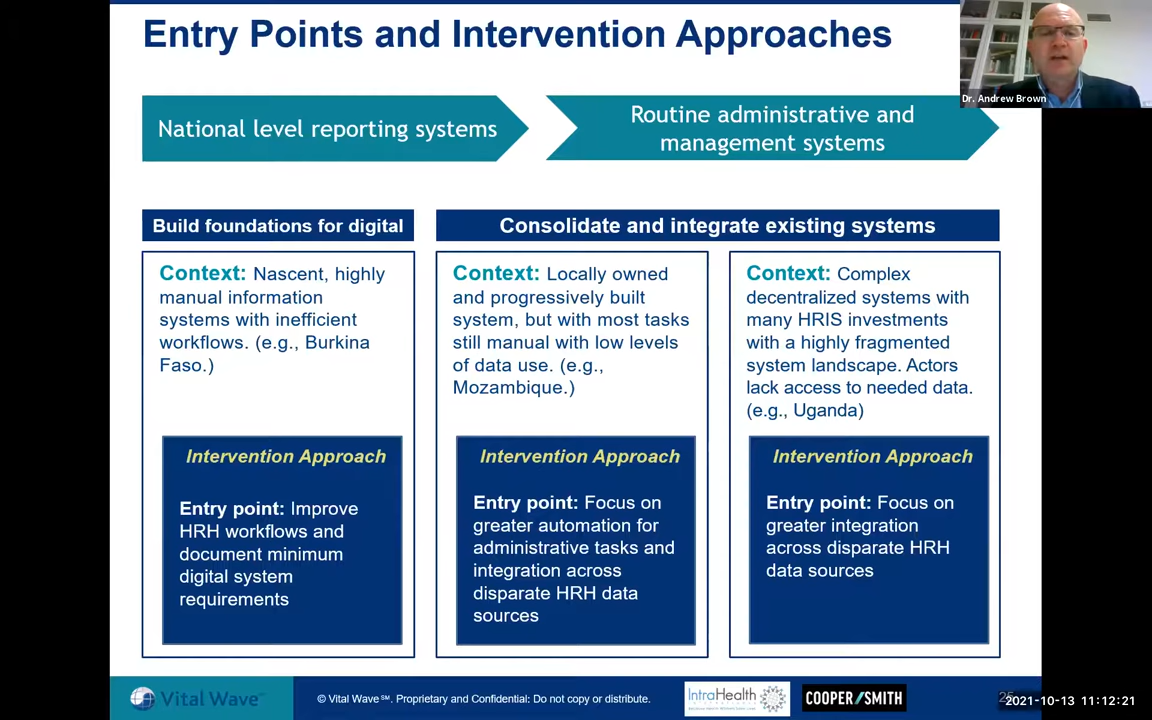 Entry Points and Intervention Approaches
Dr. Andrew Brown
National level reporting systems
Routine administrative and
management systems
Build foundations for digital
Consolidate and integrate existing systems
Context: Nascent, highly
manual information
systems with inefficient
workflows. (e.g., Burkina
Faso.)
Intervention Approach
Entry point: Improve
HRH workflows and
document minimum
digital system
requirements
Context: Locally owned
and progressively built
system, but with most tasks
still manual with low levels
of data use. (e.g.,
Mozambique.)
Intervention Approach
Entry point: Focus on
greater automation for
administrative tasks and
integration across
disparate HRH data
sources
Context: Complex
decentralized systems with
many HRIS investments
with a highly fragmented
system landscape. Actors
lack access to needed data.
(e.g., Uganda)
Intervention Approach
Entry point: Focus on
greater integration
across disparate HRH
data sources
Vital Wave℠
© Vital Wave℠. Proprietary and Confidential: Do not copy or distribute.
IntraHealth
COOPER/SMITH
2021-10-13 11:12:21